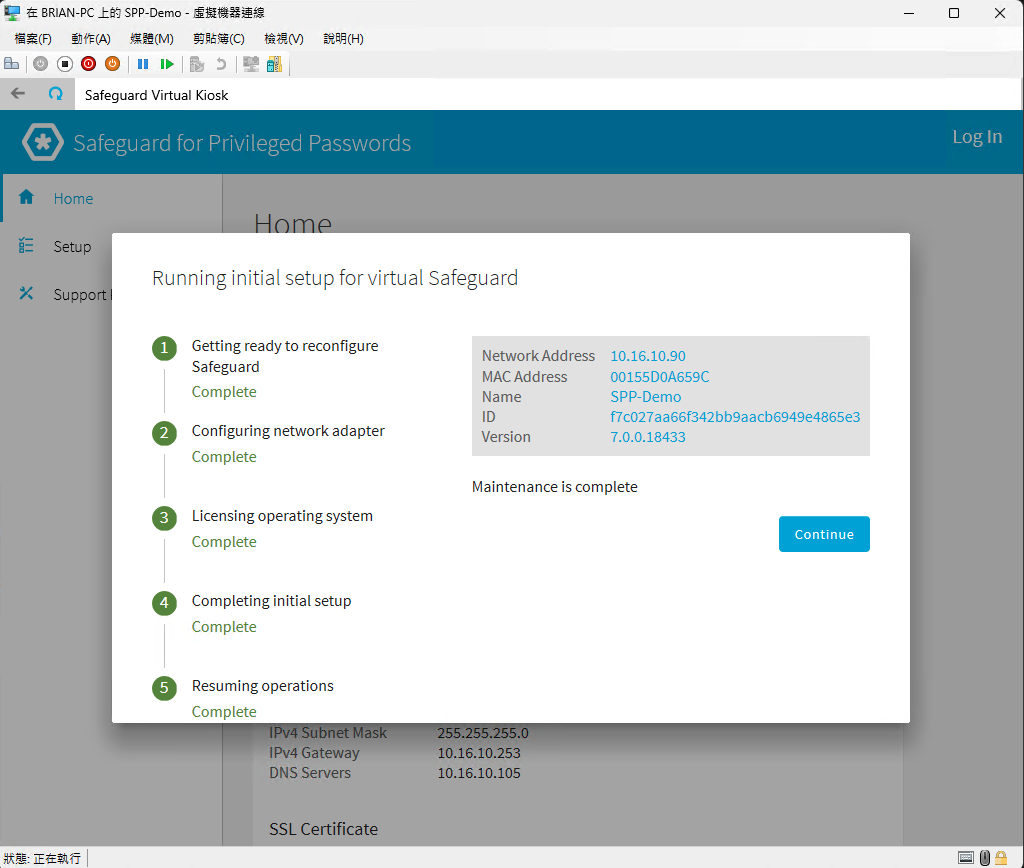 在 BRIAN-PC 上的 SPP-Demo - 虛擬機器連線
檔案(F) 動作(A) 媒體(M) 剪貼簿(C) 檢視(V) 說明(H)
Safeguard Virtual Kiosk
Safeguard for Privileged Passwords
Log In
Home
Setup
Support
Home
Running initial setup for virtual Safeguard
1 Getting ready to reconfigure
Safeguard
Complete
2 Configuring network adapter
Complete
3 Licensing operating system
Complete
4 Completing initial setup
Complete
5 Resuming operations
Complete
Network Address 10.16.10.90
MAC Address 00155D0A659C
Name SPP-Demo
ID f7c027aa66f342bb9aacb6949e4865e3
Version 7.0.0.18433
Maintenance is complete
Continue
IPv4 Subnet Mask 255.255.255.0
IPv4 Gateway 10.16.10.253
DNS Servers 10.16.10.105
SSL Certificate
狀態: 正在執行